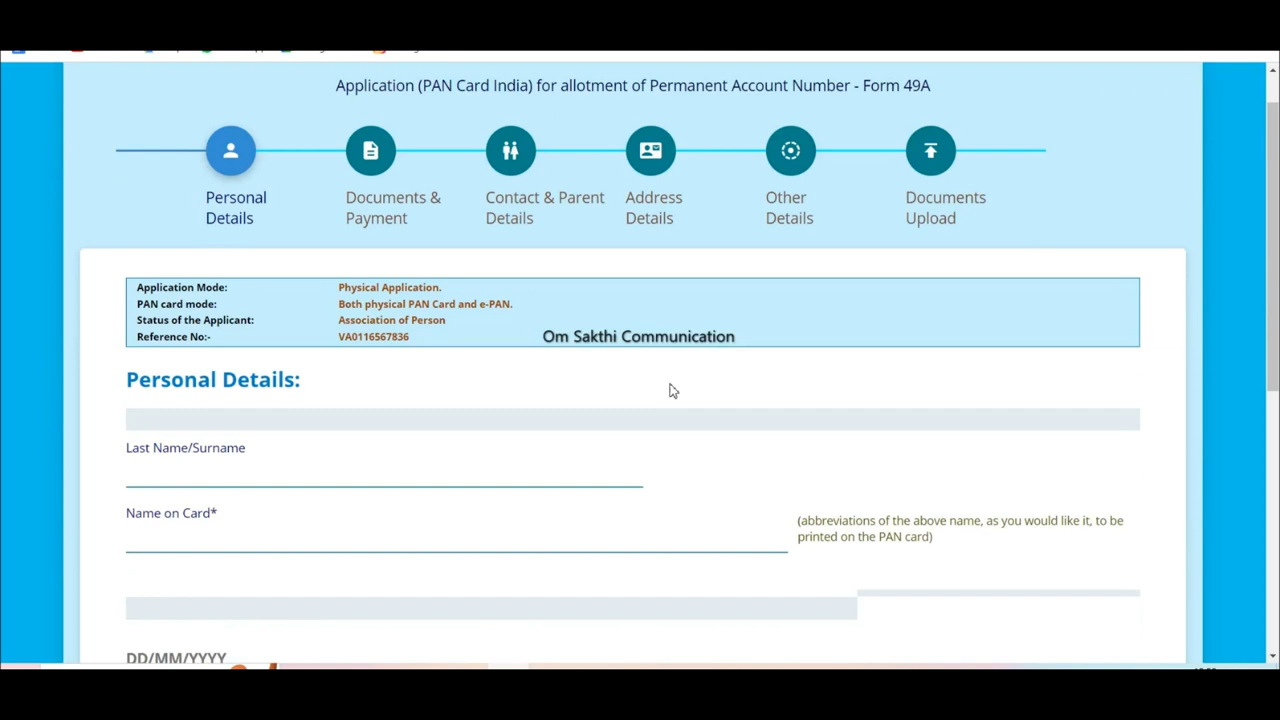 Application (PAN Card India) for allotment of Permanent Account Number - Form 49A
Personal Details
Documents & Payment
Contact & Parent Details
Address Details
Other Details
Documents Upload
Application Mode: Physical Application.
PAN card mode: Both physical PAN Card and e-PAN.
Status of the Applicant: Association of Person
Reference No:- VA0116567836
Om Sakthi Communication
Personal Details:
Last Name/Surname
Name on Card*
(abbreviations of the above name, as you would like it, to be
printed on the PAN card)
DD/MM/YYYY